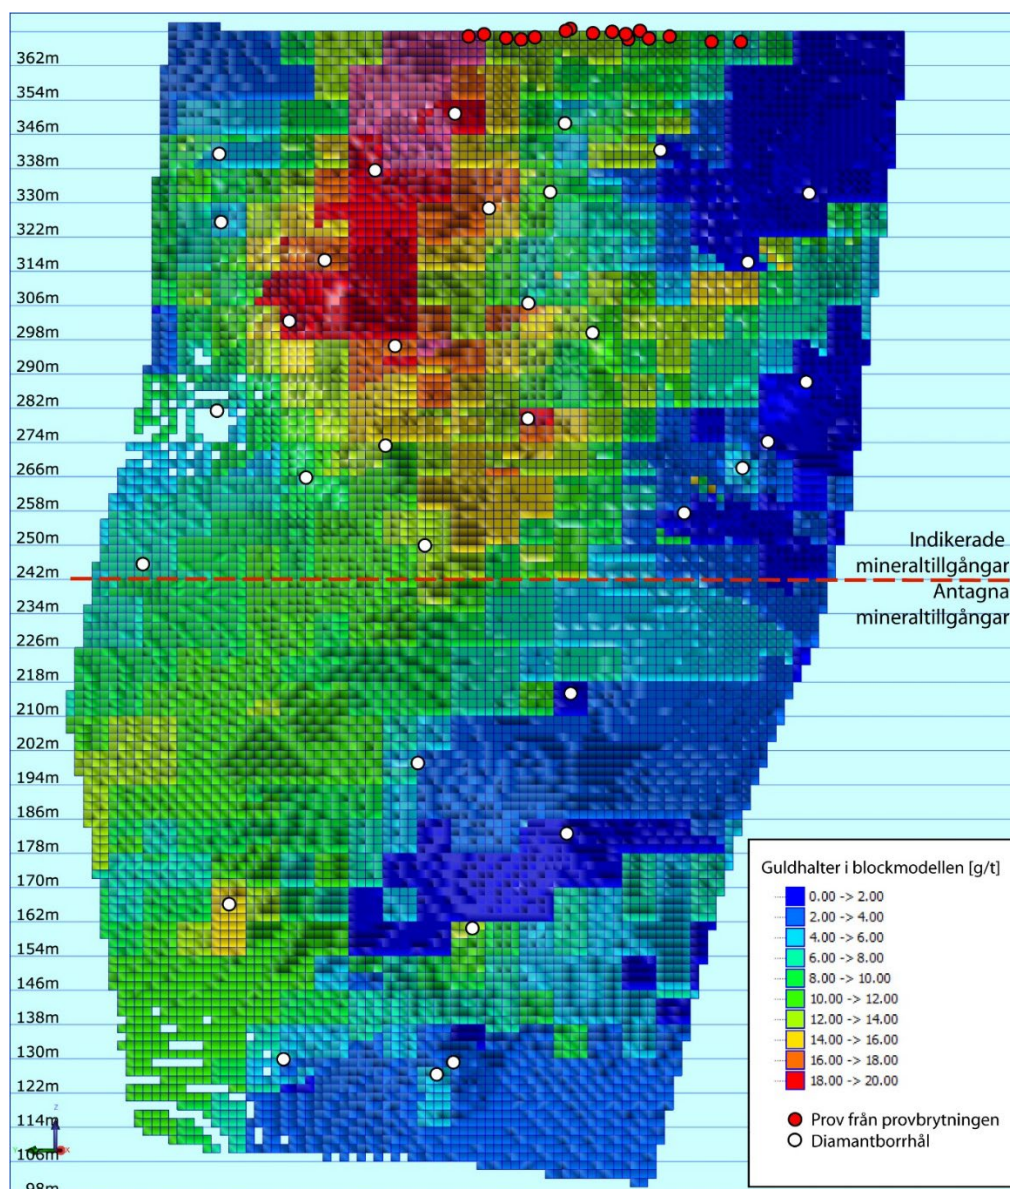 362m
354m
346m
338m
330m
322m
314m
306m
298m
290m
282m
274m
266m
258m
250m
Indikerade
mineraltillgångar
242m
Antagna
mineraltillgångar
234m
226m
218m
210m
202m
194m
186m
178m
170m
162m
154m
146m
138m
130m
122m
114m
106m
98m
Guldhalter i blockmodellen [g/t]
0.00 -> 2.00
2.00 -> 4.00
4.00 -> 6.00
6.00 -> 8.00
8.00 -> 10.00
10.00 -> 12.00
12.00 -> 14.00
14.00 -> 16.00
16.00 -> 18.00
18.00 -> 20.00
Prov från provbrytningen
Diamantborrhål
Z
Y
X